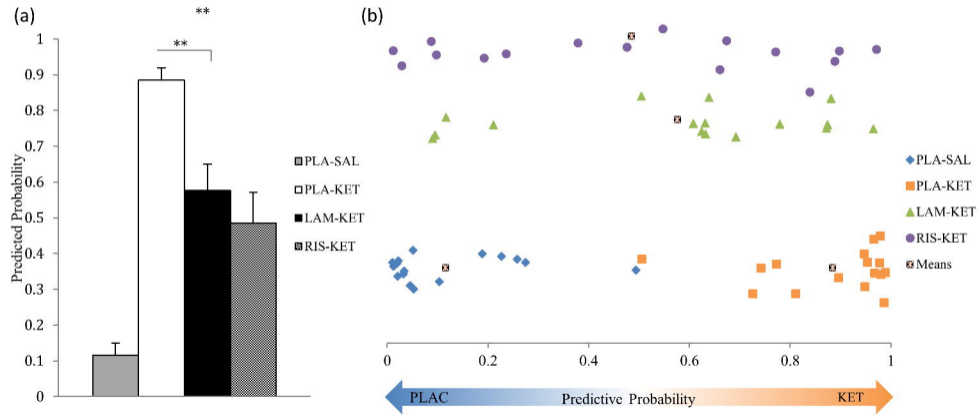 (a)
**
**
Predicted Probability
1
0.9
0.8
0.7
0.6
0.5
0.4
0.3
0.2
0.1
0
PLA-SAL
PLA-KET
LAM-KET
RIS-KET
(b)
0 0.2 0.4 0.6 0.8 1
PLAC Predictive Probability KET
PLA-SAL
PLA-KET
LAM-KET
RIS-KET
Means